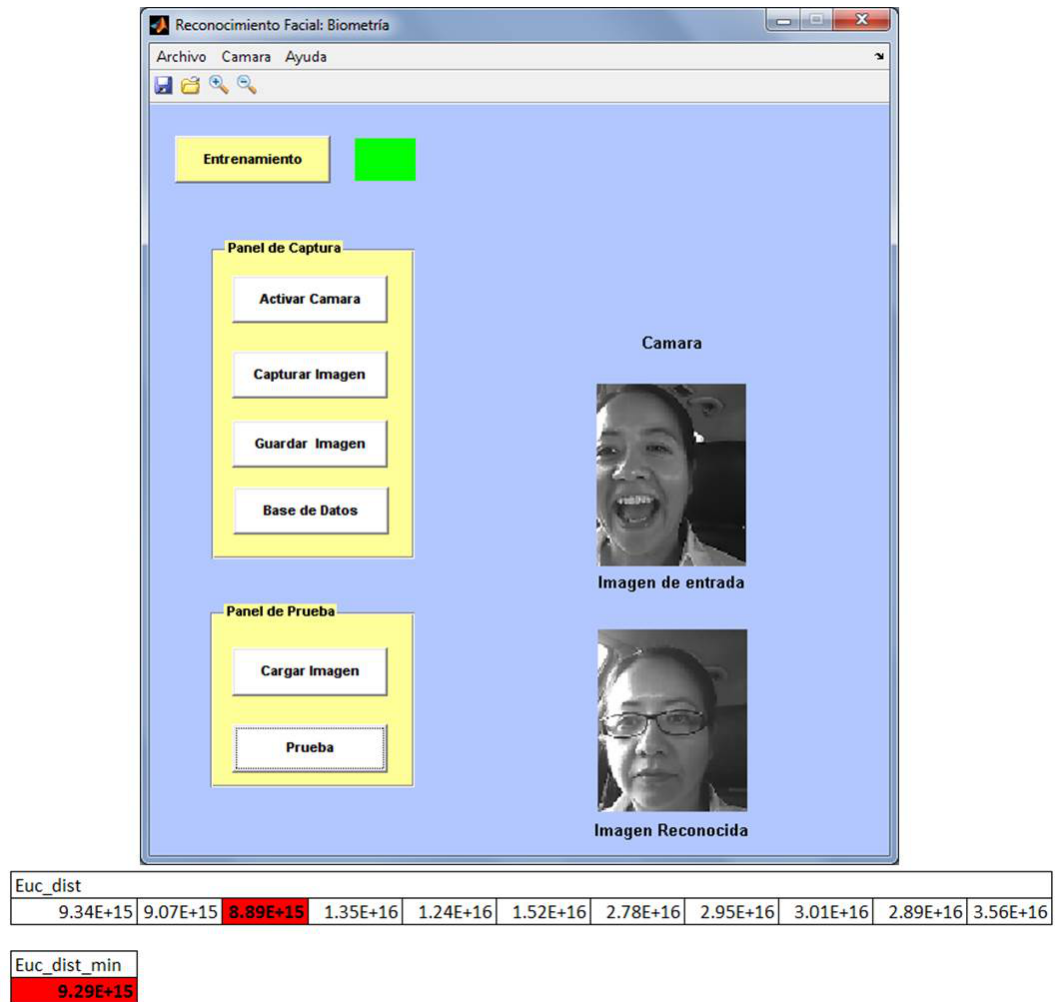 Reconocimiento Facial: Biometría
Archivo Camara Ayuda
Entrenamiento
Panel de Captura
Activar Camara
Capturar Imagen
Guardar Imagen
Base de Datos
Camara
Imagen de entrada
Panel de Prueba
Cargar Imagen
Prueba
Imagen Reconocida
Euc_dist
9.34E+15 9.07E+15 8.89E+15 1.35E+16 1.24E+16 1.52E+16 2.78E+16 2.95E+16 3.01E+16 2.89E+16 3.56E+16
Euc_dist_min
9.29E+15